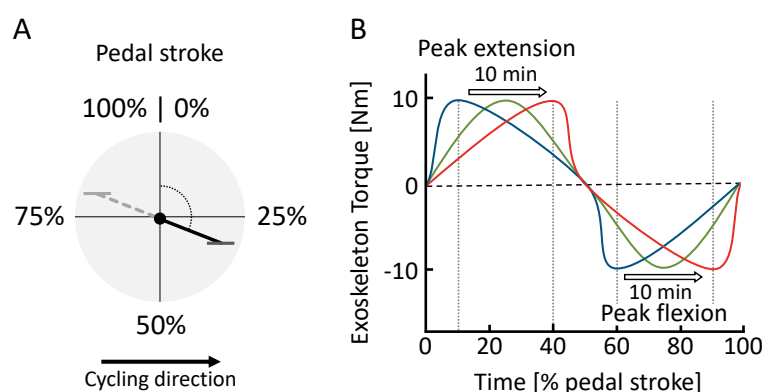 A
Pedal stroke
100% | 0%
75%
25%
50%
Cycling direction
B
Peak extension
10 min
Exoskeleton Torque [Nm]
10
0
-10
10 min
Peak flexion
0
20
40
60
80
100
Time [% pedal stroke]